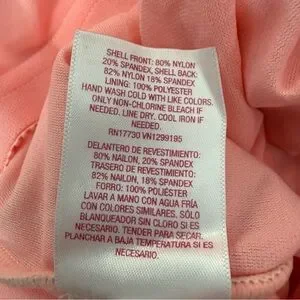 SHELL FRONT: 80% NYLON
20% SPANDEX, SHELL BACK:
82% NYLON 18% SPANDEX
LINING: 100% POLYESTER
HAND WASH COLD WITH LIKE COLORS.
ONLY NON-CHLORINE BLEACH IF
NEEDED. LINE DRY. COOL IRON IF
NEEDED.
RN17730 VN1299195
DELANTERO DE REVESTIMIENTO:
80% NAILON, 20% SPANDEX
TRASERO DE REVESTIMIENTO:
82% NAILON, 18% SPANDEX
FORRO: 100% POLIÉSTER
LAVAR A MANO CON AGUA FRÍA
CON COLORES SIMILARES. SÓLO
BLANQUEADOR SIN CLORO SI ES
NECESARIO. TENDER PARA SECAR.
PLANCHAR A BAJA TEMPERATURA SI ES
NECESARIO.